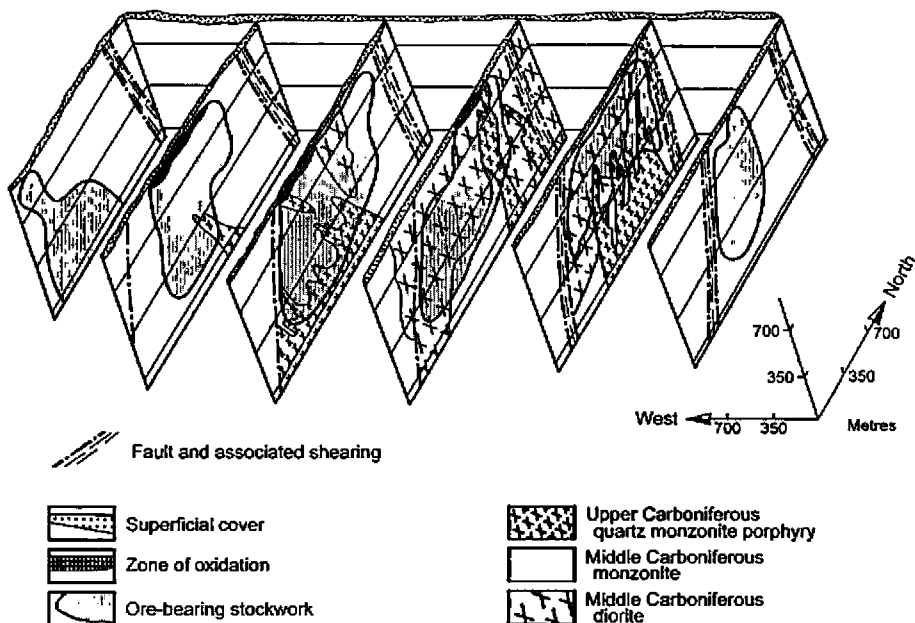 North
700
700
350
350
West
700 350
Metres
Fault and associated shearing
Superficial cover
Zone of oxidation
Ore-bearing stockwork
Upper Carboniferous
quartz monzonite porphyry
Middle Carboniferous
monzonite
Middle Carboniferous
diorite